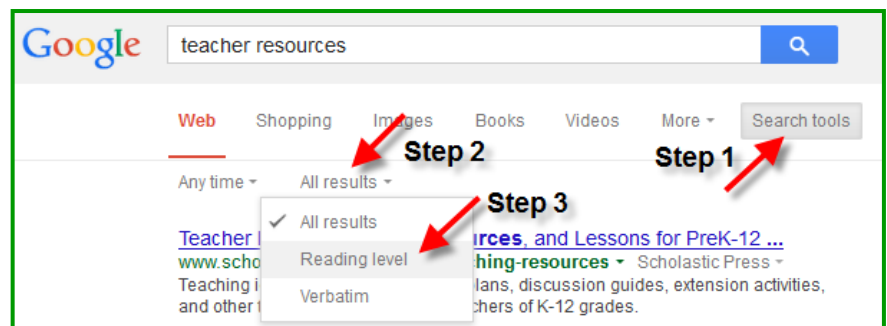 Google teacher resources
Web Shopping Images Books Videos More Search tools
Step 2 Step 1
Any time All results
Step 3
All results
Teacher , and Lessons for PreK-12 ...
www.scho ching-resources Scholastic Press
Reading level
Teaching i lans, discussion guides, extension activities,
Verbatim
and other chers of K-12 grades.